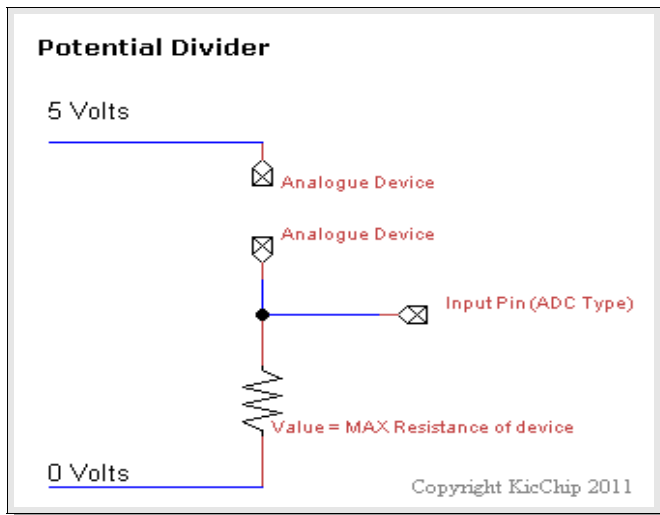 Potential Divider
5 Volts
Analogue Device
Analogue Device
Input Pin (ADC Type)
Value = MAX Resistance of device
0 Volts
Copyright KicChip 2011